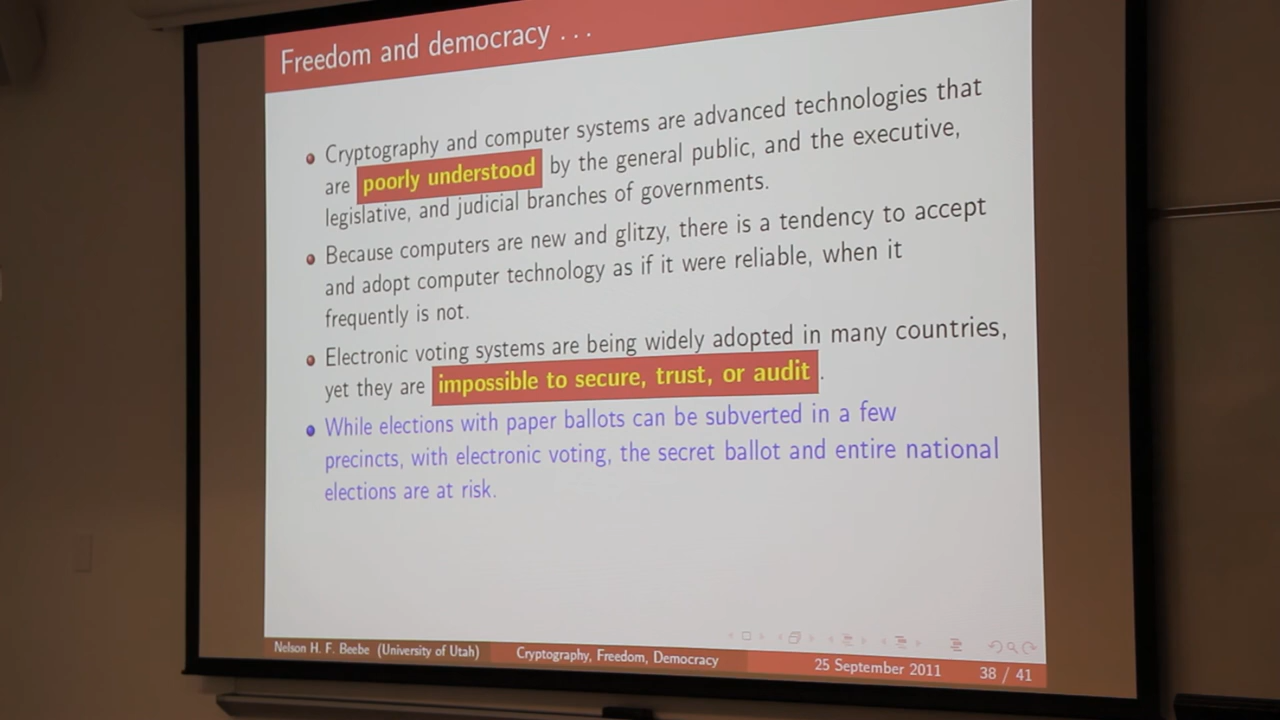 Freedom and democracy . . .
Cryptography and computer systems are advanced technologies that
are poorly understood by the general public, and the executive,
legislative, and judicial branches of governments.
Because computers are new and glitzy, there is a tendency to accept
and adopt computer technology as if it were reliable, when it
frequently is not.
Electronic voting systems are being widely adopted in many countries,
yet they are impossible to secure, trust, or audit .
While elections with paper ballots can be subverted in a few
precincts, with electronic voting, the secret ballot and entire national
elections are at risk.
Nelson H. F. Beebe (University of Utah) Cryptography, Freedom, Democracy 25 September 2011 38 / 41